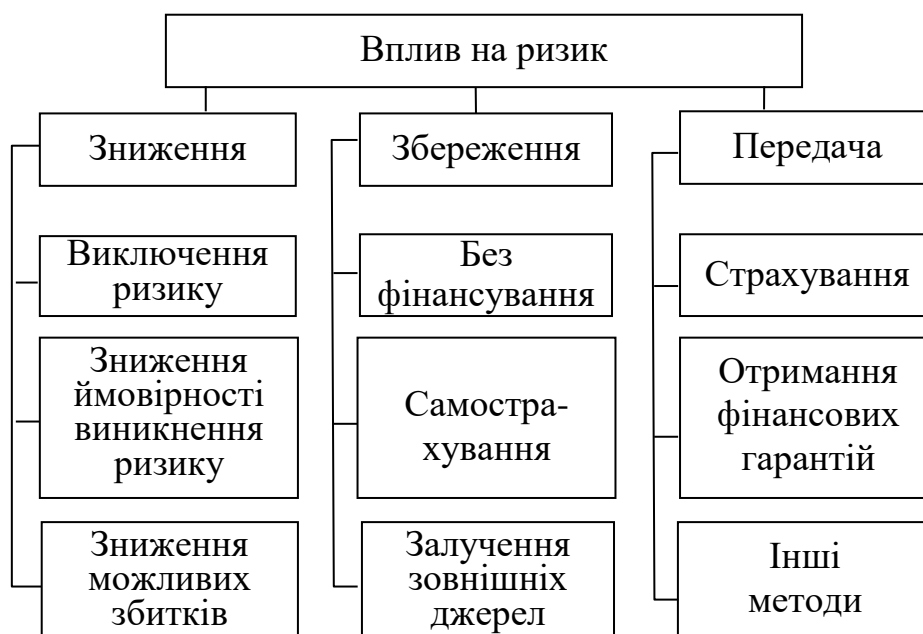 Вплив на ризик
Зниження
Виключення
ризику
Зниження
ймовірності
виникнення
ризику
Зниження
можливих
збитків
Збереження
Без
фінансування
Самостра-
хування
Залучення
зовнішніх
джерел
Передача
Страхування
Отримання
фінансових
гарантій
Інші
методи